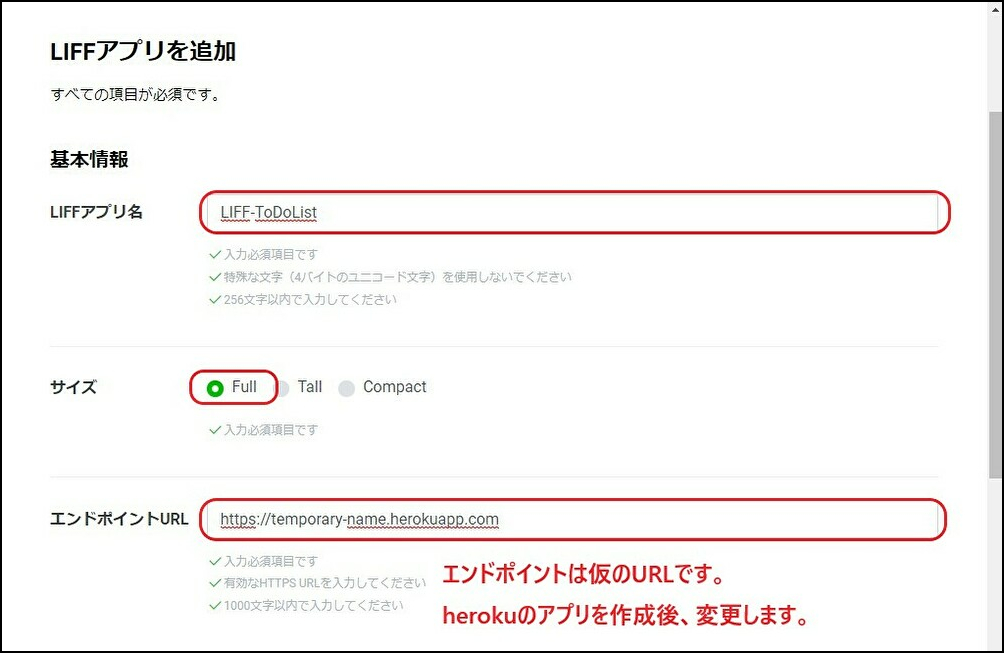 LIFFアプリを追加
すべての項目が必須です。
基本情報
LIFFアプリ名
LIFF-ToDoList
入力必須項目です
特殊な文字（4バイトのユニコード文字）を使用しないでください
256文字以内で入力してください
サイズ
Full Tall Compact
入力必須項目です
エンドポイントURL
https://temporary-name.herokuapp.com
入力必須項目です
有効なHTTPS URLを入力してください
1000文字以内で入力してください
エンドポイントは仮のURLです。
herokuのアプリを作成後、変更します。